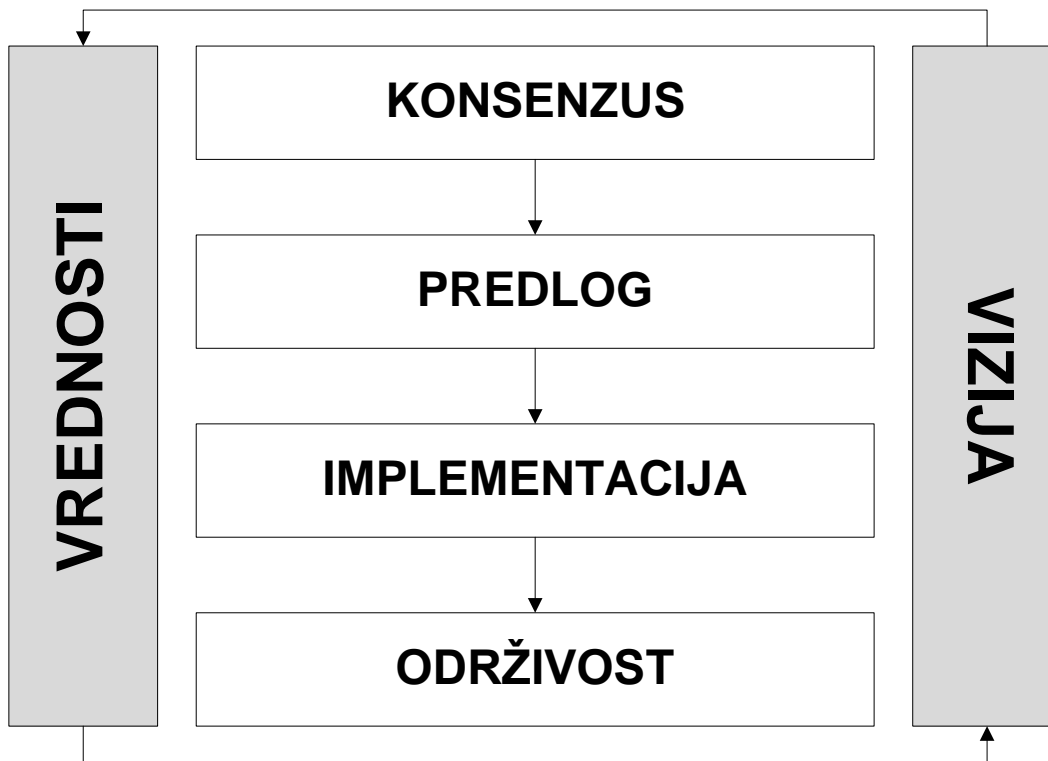 VREDNOSTI
KONSENZUS
PREDLOG
IMPLEMENTACIJA
ODRŽIVOST
VIZIJA